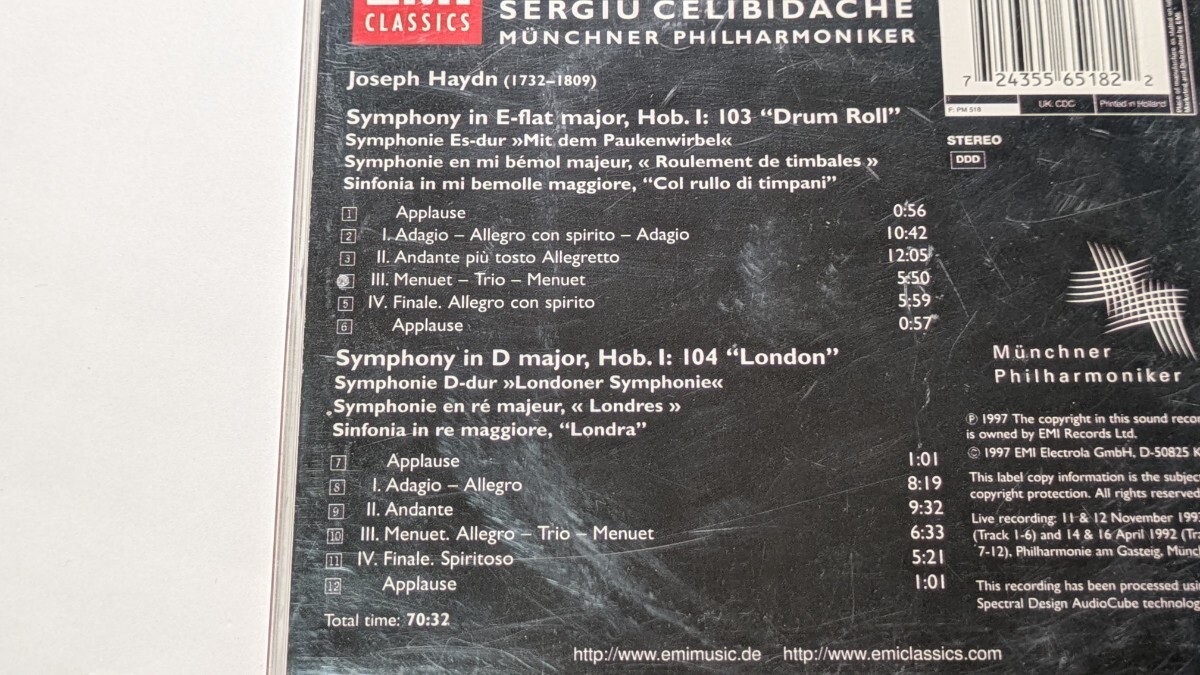 CLASSICS
SERGIU CELIBIDACHE
MÜNCHNER PHILHARMONIKER
Joseph Haydn (1732–1809)
Symphony in E-flat major, Hob. I: 103 “Drum Roll”
Symphonie Es-dur »Mit dem Paukenwirbel«
Symphonie en mi bémol majeur, « Roulement de timbales »
Sinfonia in mi bemolle maggiore, “Col rullo di timpani”
1 Applause 0:56
2 I. Adagio – Allegro con spirito – Adagio 10:42
3 II. Andante più tosto Allegretto 12:05
III. Menuet – Trio – Menuet 5:50
5 IV. Finale. Allegro con spirito 5:59
6 Applause 0:57
Symphony in D major, Hob. I: 104 “London”
Symphonie D-dur »Londoner Symphonie«
Symphonie en ré majeur, « Londres »
Sinfonia in re maggiore, “Londra”
7 Applause 1:01
8 I. Adagio – Allegro 8:19
9 II. Andante 9:32
10 III. Menuet. Allegro – Trio – Menuet 6:33
11 IV. Finale. Spiritoso 5:21
12 Applause 1:01
Total time: 70:32
http://www.emimusic.de http://www.emiclassics.com
7 24355 65182 2
P: PM 518 UK: CDC Printed in Holland
STEREO
DDD
Münchner
Philharmoniker
℗ 1997 The copyright in this sound
is owned by EMI Records Ltd.
© 1997 EMI Electrola GmbH, D-50825
This label copy information is the
copyright protection. All rights
Live recording: 11 & 12 November
(Track 1-6) and 14 & 16 April 1992
7-12), Philharmonie am Gasteig,
This recording has been processed
Spectral Design AudioCube